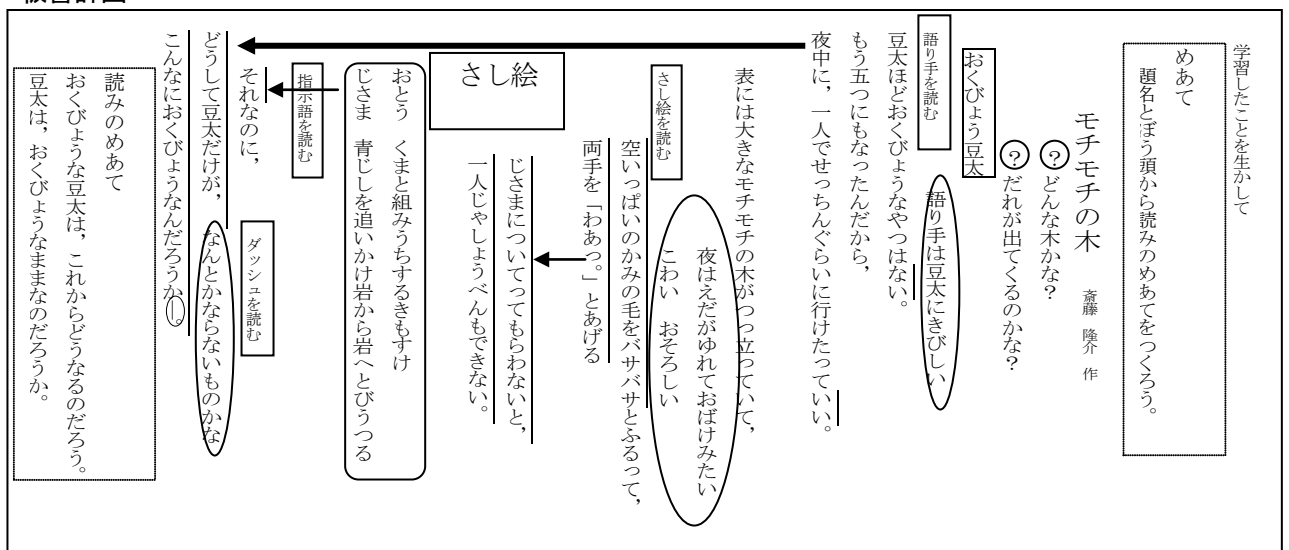 学習したことを生かして
めあて
題名とぼう頭から読みのめあてをつくろう。
モチモチの木
斎藤 隆介 作
？どんな木かな？
？だれが出てくるのかな？
おくびょう豆太
語り手を読む
語り手は豆太にきびしい
豆太ほどおくびょうなやつはない。
もう五つにもなったんだから、
夜中に、一人でせっちんぐらいに行けたっていい。
表には大きなモチモチの木がつっ立っていて、
夜はえだがゆれておばけみたい
こわい おそろしい
さし絵を読む
空いっぱいのかみの毛をバサバサとふるって、
両手を「わあっ。」とあげる
じさまについてってもらわないと、
一人じゃしょうべんもできない。
さし絵
おとう くまと組みうちするきもすけ
じさま 青じしを追いかけ岩から岩へとびうつる
指示語を読む
それなのに、
ダッシュを読む
どうして豆太だけが、
なんとかならないものかな
こんなにおくびょうなんだろうか―。
読みのめあて
おくびょうな豆太は、これからどうなるのだろう。
豆太は、おくびょうなままなのだろうか。